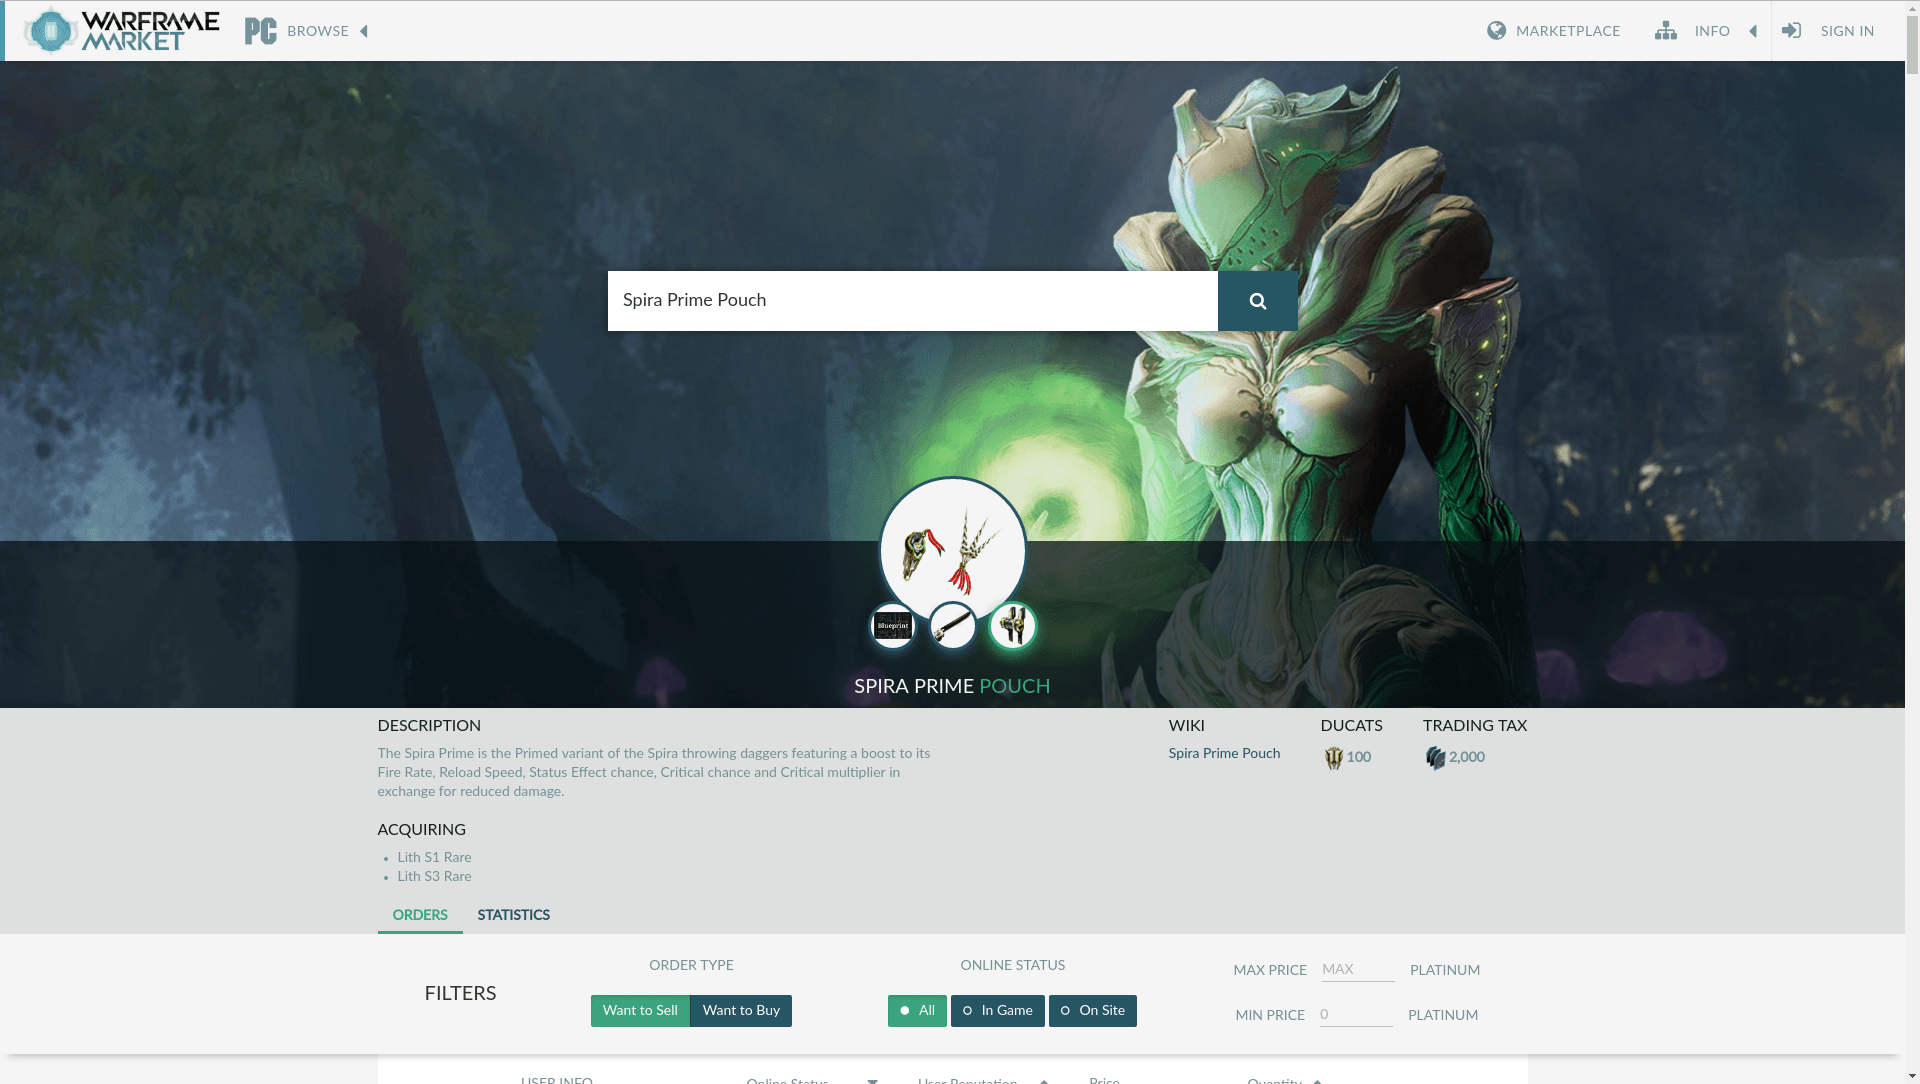 WARFRAME
MARKET
PC BROWSE
MARKETPLACE
INFO
SIGN IN
Spira Prime Pouch
Blueprint
SPIRA PRIME POUCH
DESCRIPTION
The Spira Prime is the Primed variant of the Spira throwing daggers featuring a boost to its
Fire Rate, Reload Speed, Status Effect chance, Critical chance and Critical multiplier in
exchange for reduced damage.
WIKI
Spira Prime Pouch
DUCATS
100
TRADING TAX
2,000
ACQUIRING
• Lith S1 Rare
• Lith S3 Rare
ORDERS STATISTICS
FILTERS
ORDER TYPE
Want to Sell Want to Buy
ONLINE STATUS
All In Game On Site
MAX PRICE MAX PLATINUM
MIN PRICE 0 PLATINUM
USER INFO Online Status User Reputation Price Quantity